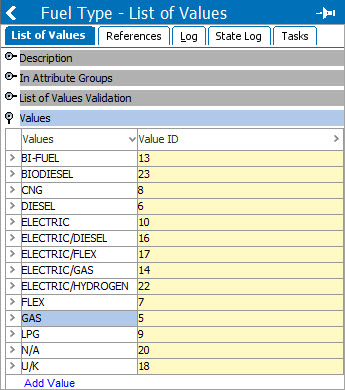 Fuel Type - List of Values
List of Values References Log State Log Tasks
Description
In Attribute Groups
List of Values Validation
Values
Values Value ID
BI-FUEL 13
BIODIESEL 23
CNG 8
DIESEL 6
ELECTRIC 10
ELECTRIC/DIESEL 16
ELECTRIC/FLEX 17
ELECTRIC/GAS 14
ELECTRIC/HYDROGEN 22
FLEX 7
GAS 5
LPG 9
N/A 20
U/K 18
Add Value